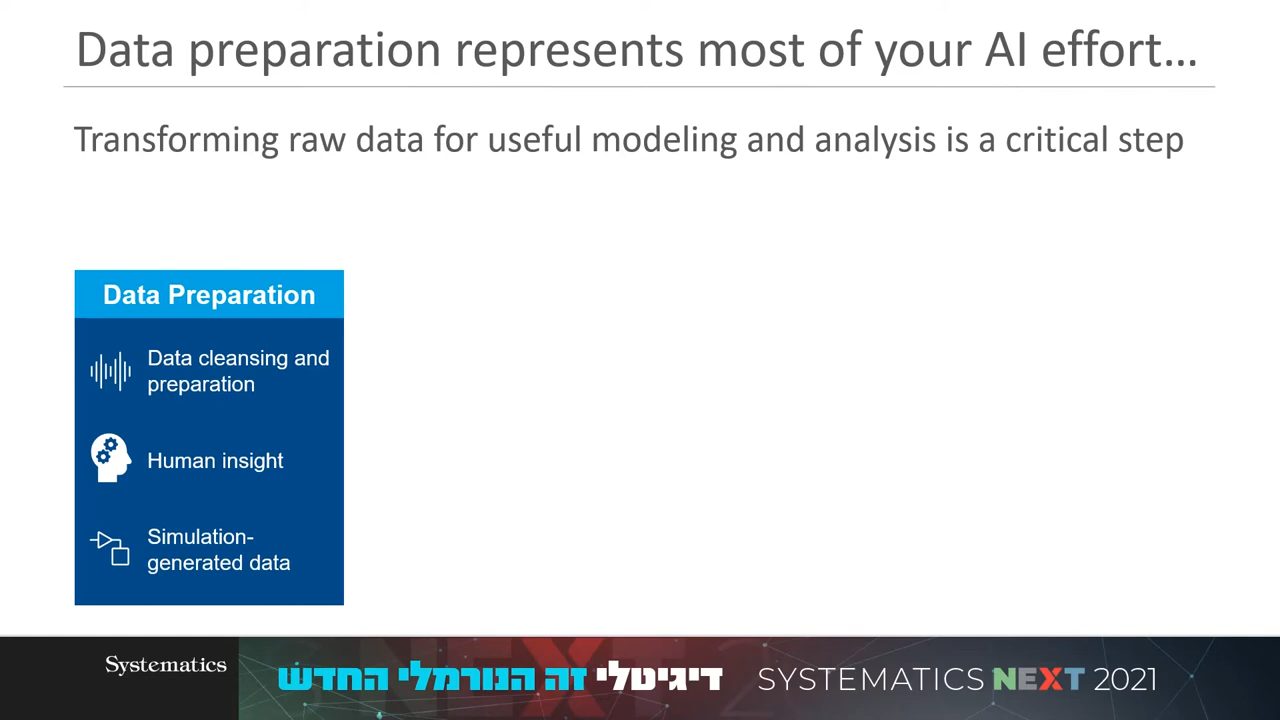 Data preparation represents most of your AI effort…
Transforming raw data for useful modeling and analysis is a critical step
Data Preparation
Data cleansing and
preparation
Human insight
Simulation-
generated data
Systematics
דיגיטלי זה הנורמלי החדש
SYSTEMATICS NEXT 2021